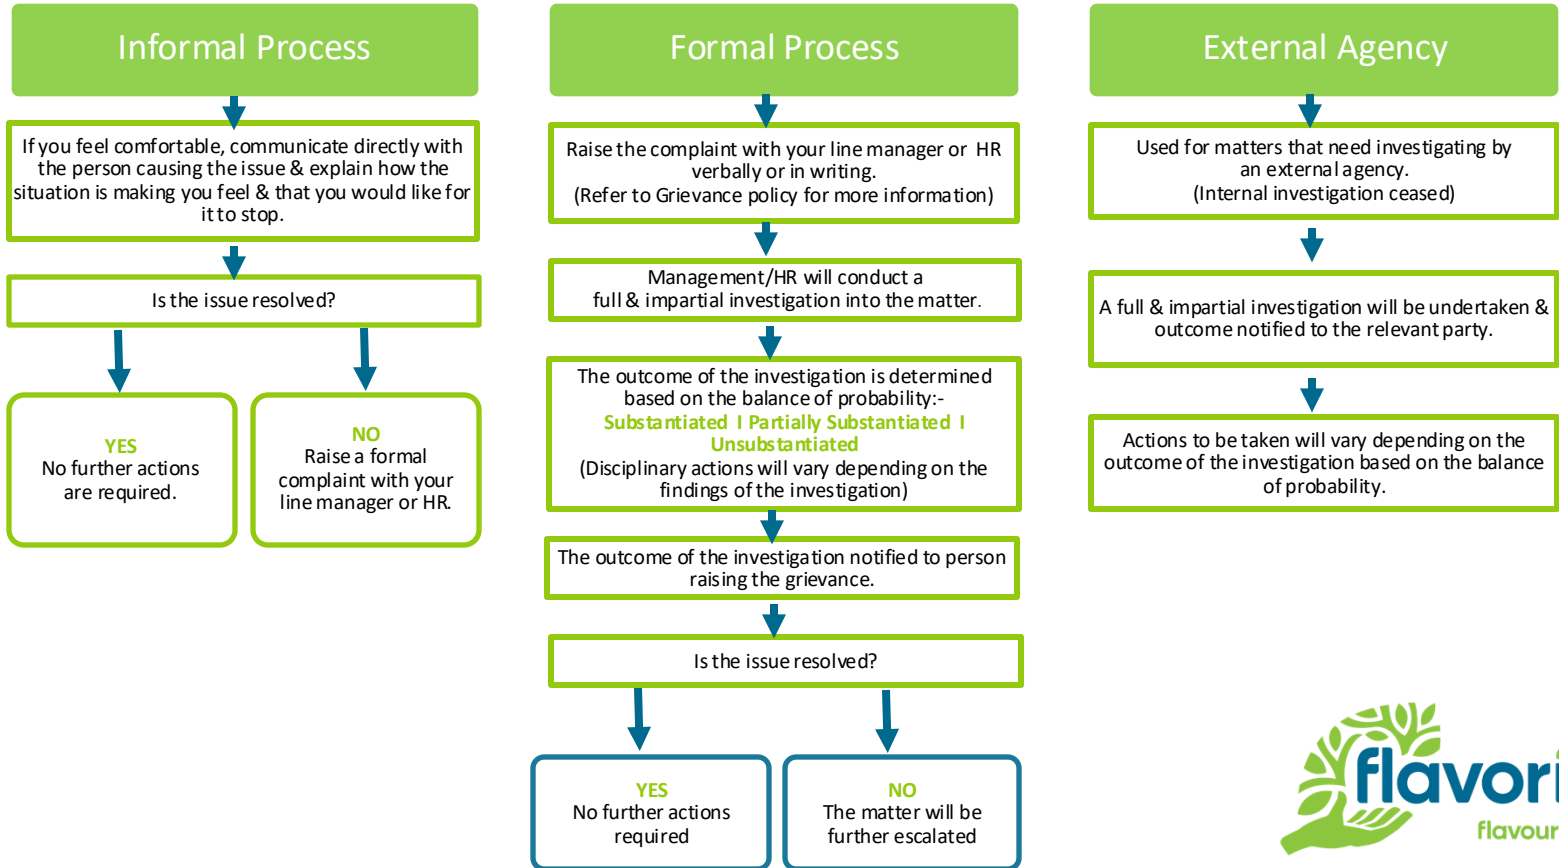 Informal Process
If you feel comfortable, communicate directly with
the person causing the issue & explain how the
situation is making you feel & that you would like for
it to stop.
Is the issue resolved?
YES
No further actions
are required.
NO
Raise a formal
complaint with your
line manager or HR.
Formal Process
Raise the complaint with your line manager or HR
verbally or in writing.
(Refer to Grievance policy for more information)
Management/HR will conduct a
full & impartial investigation into the matter.
The outcome of the investigation is determined
based on the balance of probability:-
Substantiated I Partially Substantiated I
Unsubstantiated
(Disciplinary actions will vary depending on the
findings of the investigation)
The outcome of the investigation notified to person
raising the grievance.
Is the issue resolved?
YES
No further actions
required
NO
The matter will be
further escalated
External Agency
Used for matters that need investigating by
an external agency.
(Internal investigation ceased)
A full & impartial investigation will be undertaken &
outcome notified to the relevant party.
Actions to be taken will vary depending on the
outcome of the investigation based on the balance
of probability.
flavori
flavour